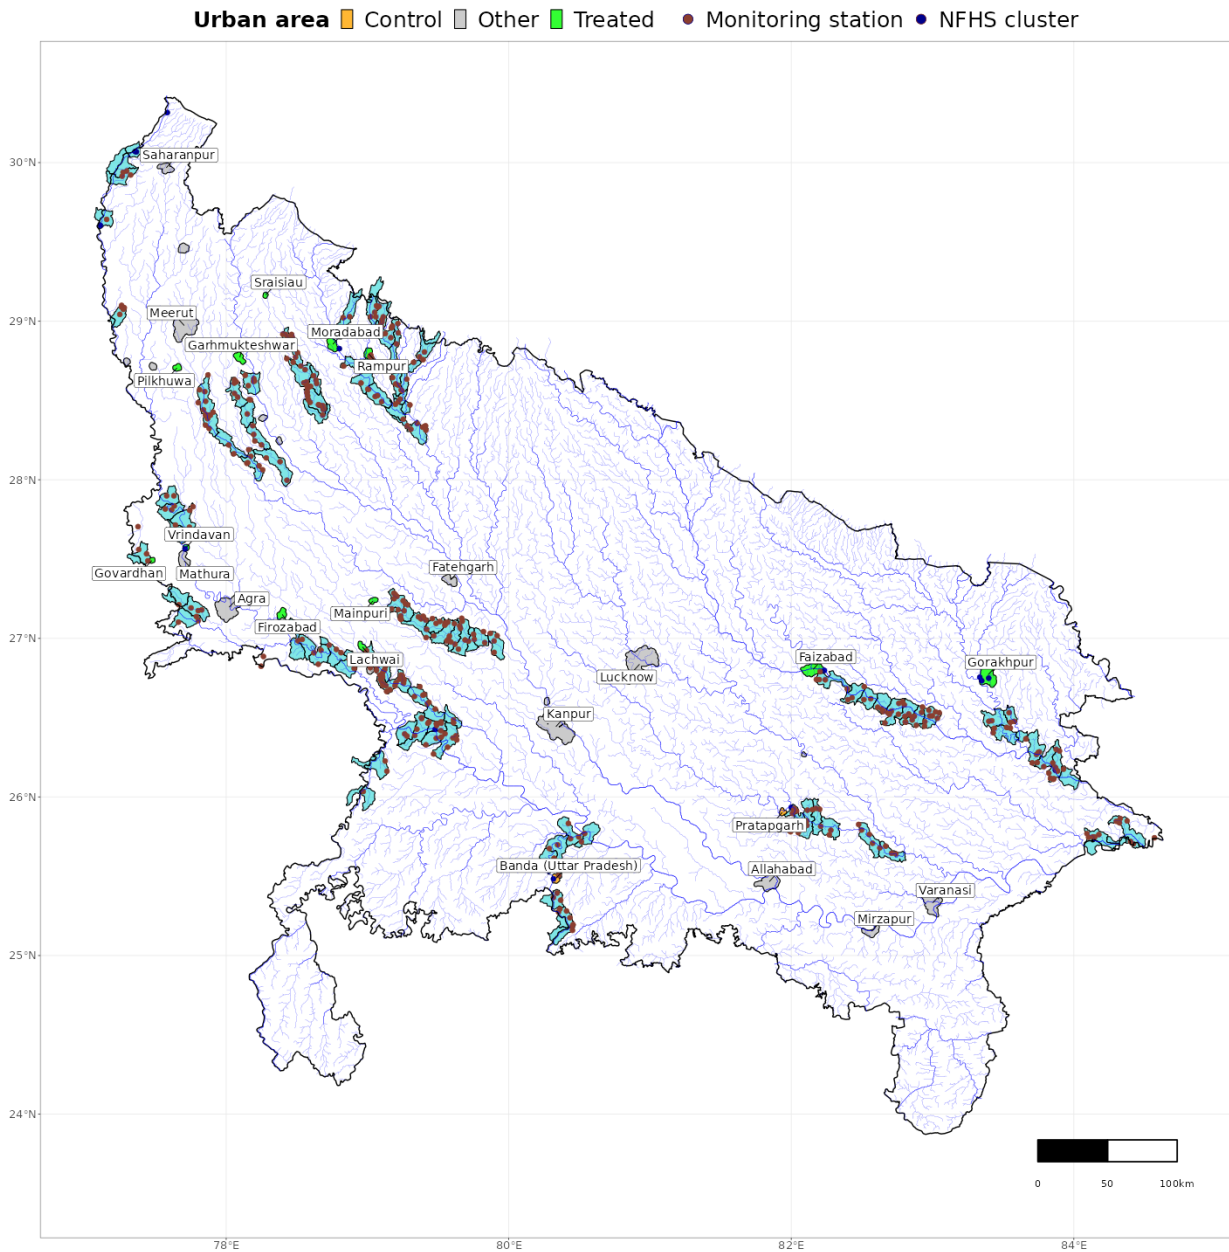 Urban area Control Other Treated Monitoring station NFHS cluster
30°N
Saharanpur
Sraisiau
29°N
Meerut
Moradabad
Garhmukteshwar
Rampur
Pilkhuwa
28°N
Vrindavan
Govardhan
Mathura
Fatehgarh
Agra
Mainpuri
Firozabad
27°N
Lachwai
Lucknow
Faizabad
Gorakhpur
Kanpur
26°N
Pratapgarh
Banda (Uttar Pradesh)
Allahabad
Varanasi
Mirzapur
25°N
24°N
0 50 100km
78°E 80°E 82°E 84°E